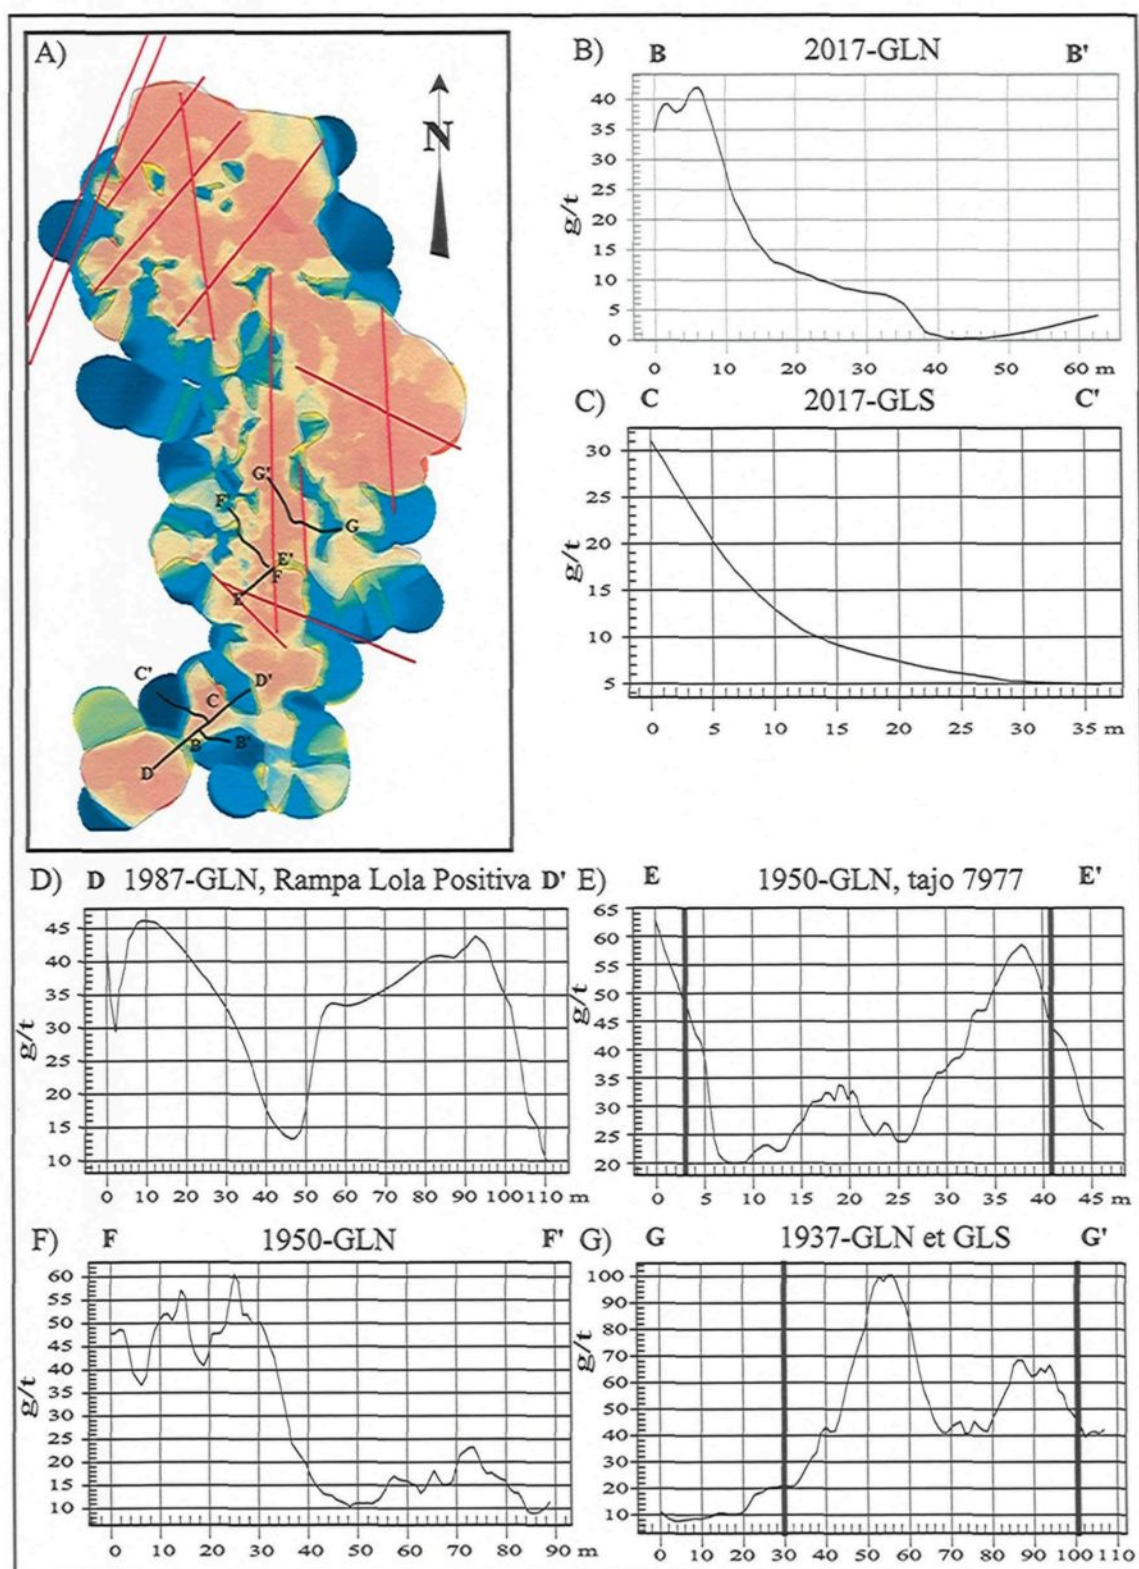 A)
N
G'
F'
G
E'
F
E
C'
D'
C
B
B'
D
B) B 2017-GLN B'
g/t
40
35
30
25
20
15
10
5
0
0 10 20 30 40 50 60 m
C) C 2017-GLS C'
g/t
30
25
20
15
10
5
0 5 10 15 20 25 30 35 m
D) D 1987-GLN, Rampa Lola Positiva D'
g/t
45
40
35
30
25
20
15
10
0 10 20 30 40 50 60 70 80 90 100 110 m
E) E 1950-GLN, tajo 7977 E'
g/t
65
60
55
50
45
40
35
30
25
20
0 5 10 15 20 25 30 35 40 45 m
F) F 1950-GLN F'
g/t
60
55
50
45
40
35
30
25
20
15
10
0 10 20 30 40 50 60 70 80 90 m
G) G 1937-GLN et GLS G'
g/t
100
90
80
70
60
50
40
30
20
10
0 10 20 30 40 50 60 70 80 90 100 110 m